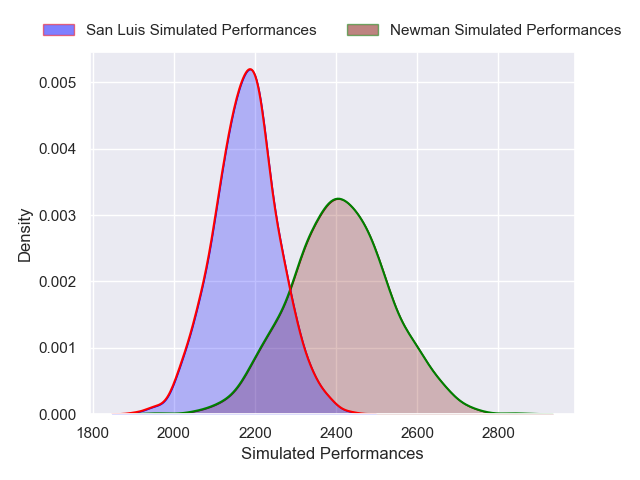 San Luis Simulated Performances
Newman Simulated Performances
0.005
0.004
0.003
0.002
0.001
0.000
Density
1800 2000 2200 2400 2600 2800
Simulated Performances